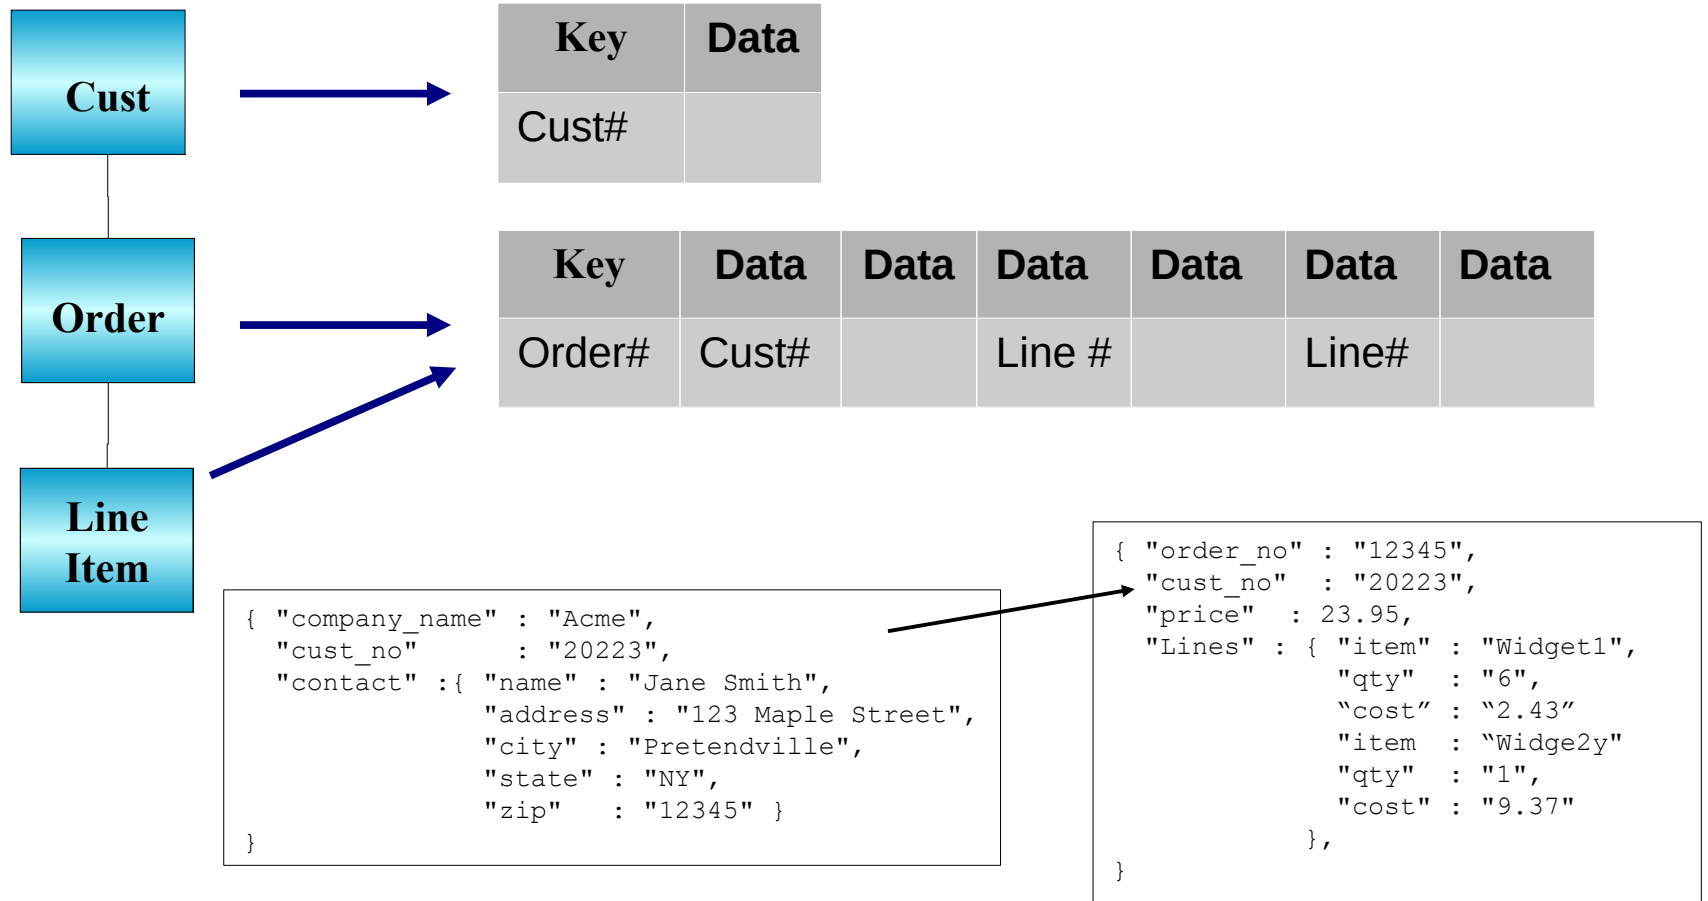 Cust
Key Data
Cust#
Order
Key Data Data Data Data Data Data
Order# Cust# Line # Line#
Line
Item
{ "company_name" : "Acme",
"cust_no" : "20223",
"contact" :{ "name" : "Jane Smith",
"address" : "123 Maple Street",
"city" : "Pretendville",
"state" : "NY",
"zip" : "12345" }
}
{ "order_no" : "12345",
"cust_no" : "20223",
"price" : 23.95,
"Lines" : { "item" : "Widget1",
"qty" : "6",
“cost” : “2.43”
"item : “Widge2y"
"qty" : "1",
"cost" : "9.37"
},
}